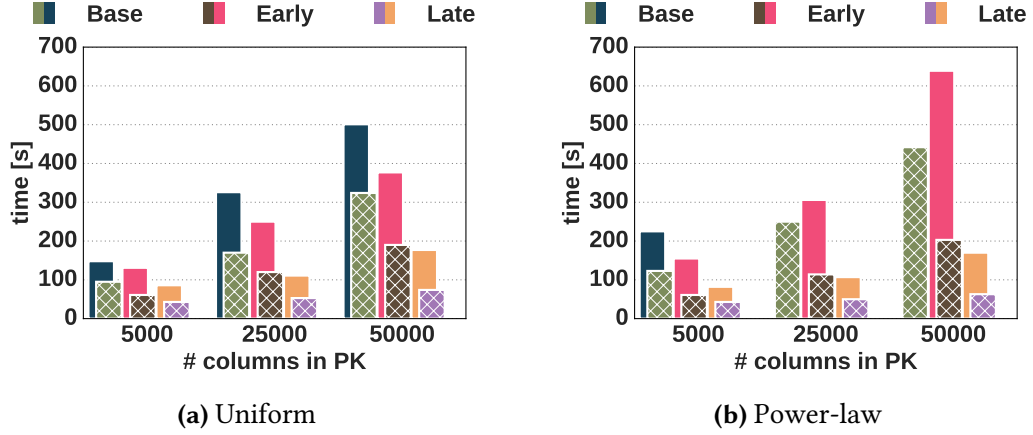 Base Early Late
700
600
500
400
300
200
100
0
time [s]
5000 25000 50000
# columns in PK
(a) Uniform
Base Early Late
700
600
500
400
300
200
100
0
time [s]
5000 25000 50000
# columns in PK
(b) Power-law